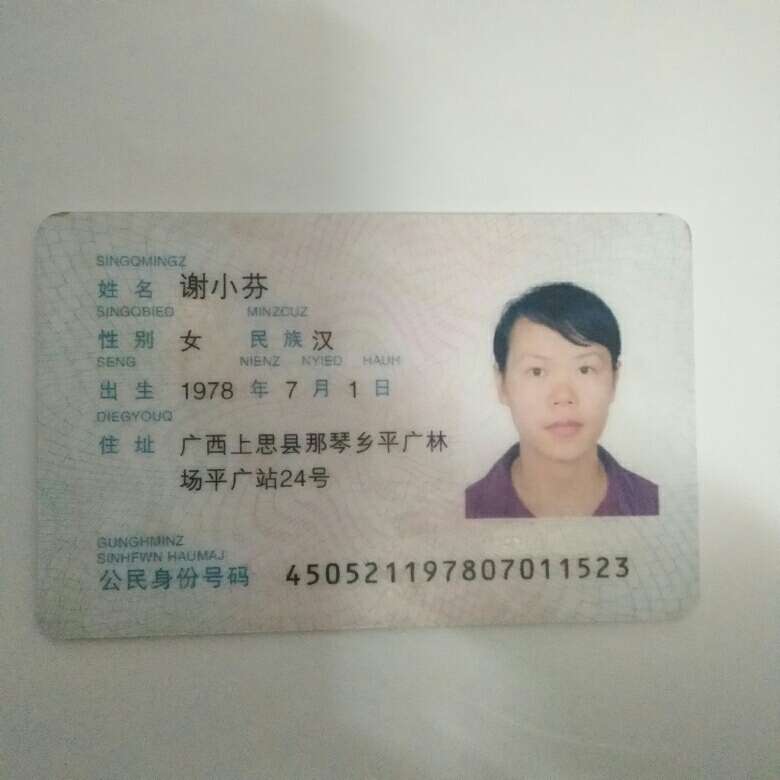 SINGQMINGZ
姓名 谢小芬
SINGQBIED MINZCUZ
性别 女 民族 汉
SENG NIENZ NYIED HAUH
出生 1978 年 7 月 1 日
DIEGYOUQ
住址 广西上思县那琴乡平广林
场平广站24号
GUNGHMINZ
SINHFWN HAUMAJ
公民身份号码 450521197807011523